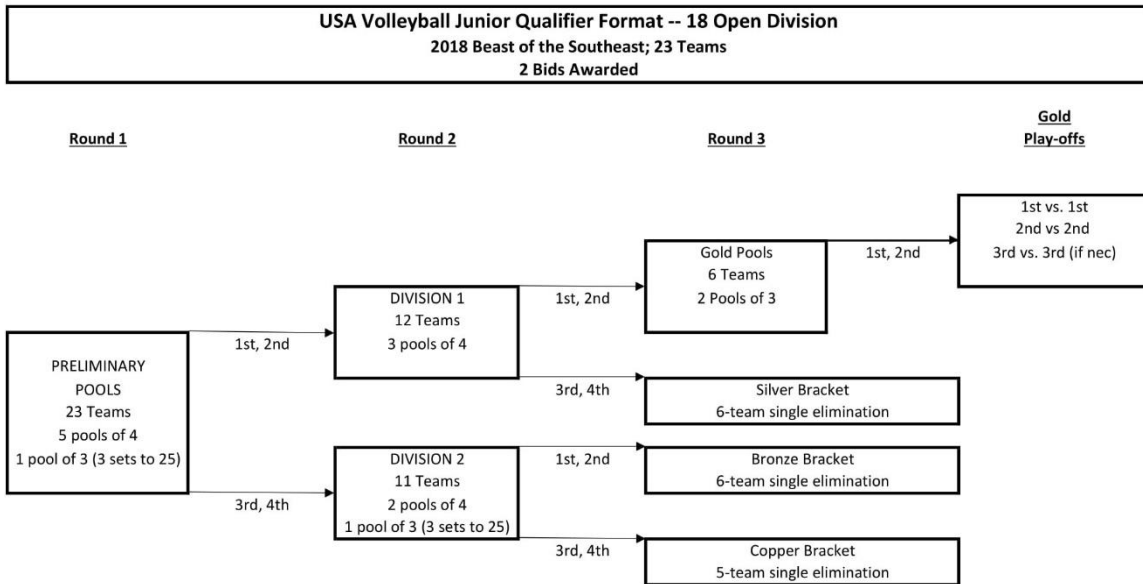 USA Volleyball Junior Qualifier Format -- 18 Open Division
2018 Beast of the Southeast; 23 Teams
2 Bids Awarded
Round 1
Round 2
Round 3
Gold
Play-offs
PRELIMINARY
POOLS
23 Teams
5 pools of 4
1 pool of 3 (3 sets to 25)
1st, 2nd
3rd, 4th
DIVISION 1
12 Teams
3 pools of 4
1st, 2nd
3rd, 4th
DIVISION 2
11 Teams
2 pools of 4
1 pool of 3 (3 sets to 25)
1st, 2nd
3rd, 4th
Gold Pools
6 Teams
2 Pools of 3
1st, 2nd
Silver Bracket
6-team single elimination
Bronze Bracket
6-team single elimination
Copper Bracket
5-team single elimination
1st vs. 1st
2nd vs 2nd
3rd vs. 3rd (if nec)